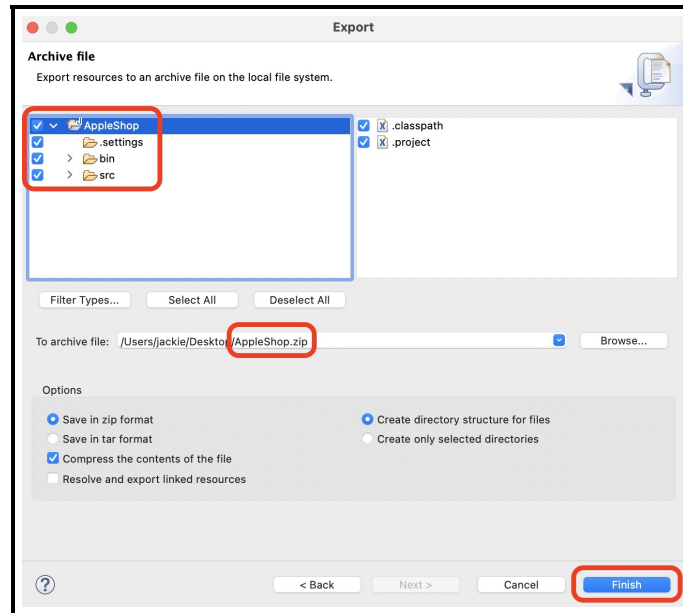 Export
Archive file
Export resources to an archive file on the local file system.
AppleShop
.settings
bin
src
.classpath
.project
Filter Types... Select All Deselect All
To archive file: /Users/jackie/Desktop/AppleShop.zip Browse...
Options
Save in zip format
Save in tar format
Compress the contents of the file
Resolve and export linked resources
Create directory structure for files
Create only selected directories
? < Back Next > Cancel Finish